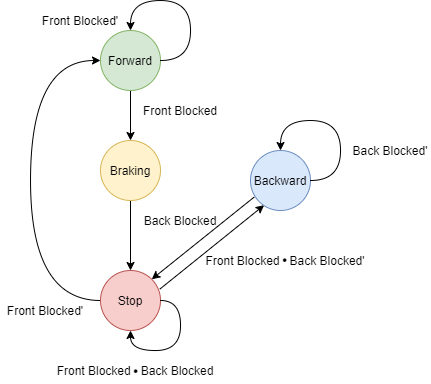 Front Blocked'
Forward
Front Blocked
Braking
Back Blocked'
Backward
Back Blocked
Front Blocked • Back Blocked'
Stop
Front Blocked'
Front Blocked • Back Blocked